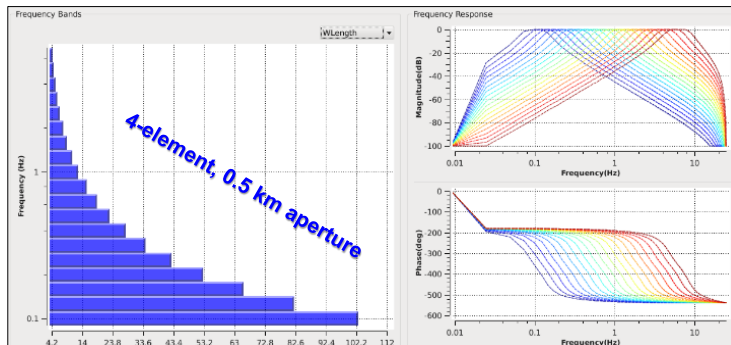 Frequency Bands
WLength
Frequency (Hz)
1
0.1
4.2 14 23.8 33.6 43.4 53.2 63 72.8 82.6 92.4 102.2 112
4-element, 0.5 km aperture
Frequency Response
Magnitude(dB)
0
-20
-40
-60
-80
-100
0.01 0.1 1 10
Frequency(Hz)
Phase(deg)
0
-100
-200
-300
-400
-500
-600
0.01 0.1 1 10
Frequency(Hz)